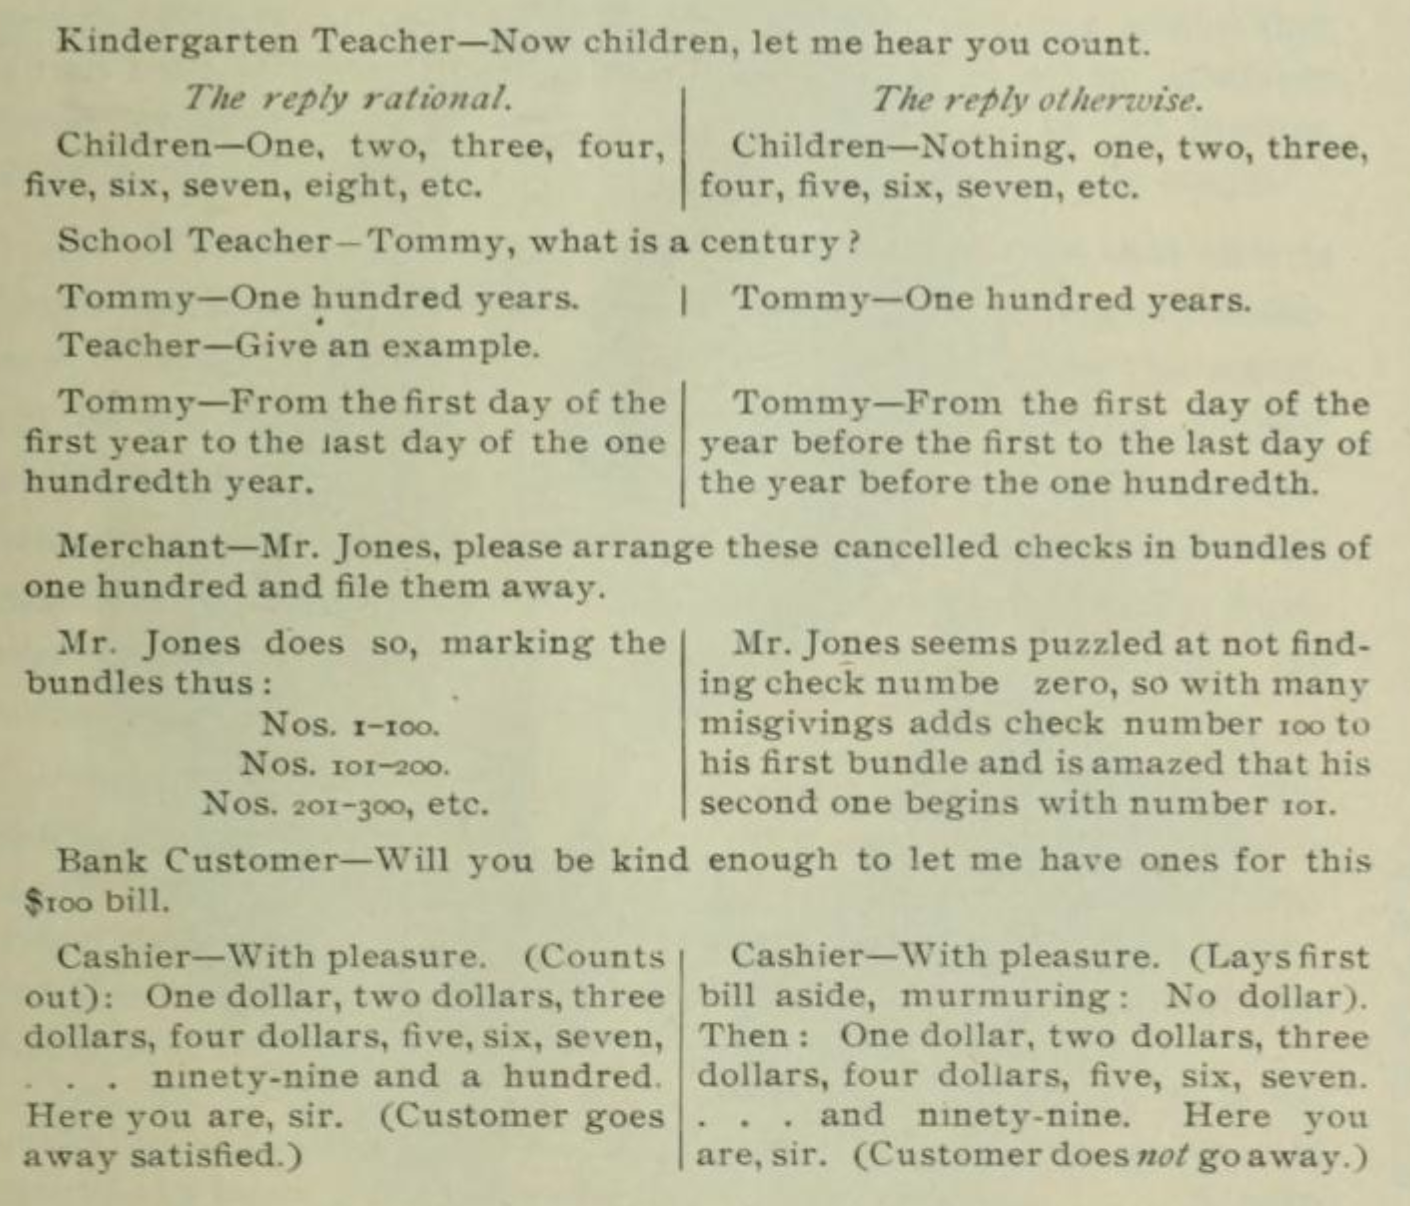 Kindergarten Teacher—Now children, let me hear you count.
The reply rational.
Children—One, two, three, four,
five, six, seven, eight, etc.
The reply otherwise.
Children—Nothing, one, two, three,
four, five, six, seven, etc.
School Teacher—Tommy, what is a century?
Tommy—One hundred years.
Tommy—One hundred years.
Teacher—Give an example.
Tommy—From the first day of the
first year to the last day of the one
hundredth year.
Tommy—From the first day of the
year before the first to the last day of
the year before the one hundredth.
Merchant—Mr. Jones, please arrange these cancelled checks in bundles of
one hundred and file them away.
Mr. Jones does so, marking the
bundles thus:
Nos. 1-100.
Nos. 101-200.
Nos. 201-300, etc.
Mr. Jones seems puzzled at not find-
ing check numbe zero, so with many
misgivings adds check number 100 to
his first bundle and is amazed that his
second one begins with number 101.
Bank Customer—Will you be kind enough to let me have ones for this
$100 bill.
Cashier—With pleasure. (Counts
out): One dollar, two dollars, three
dollars, four dollars, five, six, seven,
. . . ninety-nine and a hundred.
Here you are, sir. (Customer goes
away satisfied.)
Cashier—With pleasure. (Lays first
bill aside, murmuring: No dollar).
Then: One dollar, two dollars, three
dollars, four dollars, five, six, seven.
. . . and ninety-nine. Here you
are, sir. (Customer does not go away.)